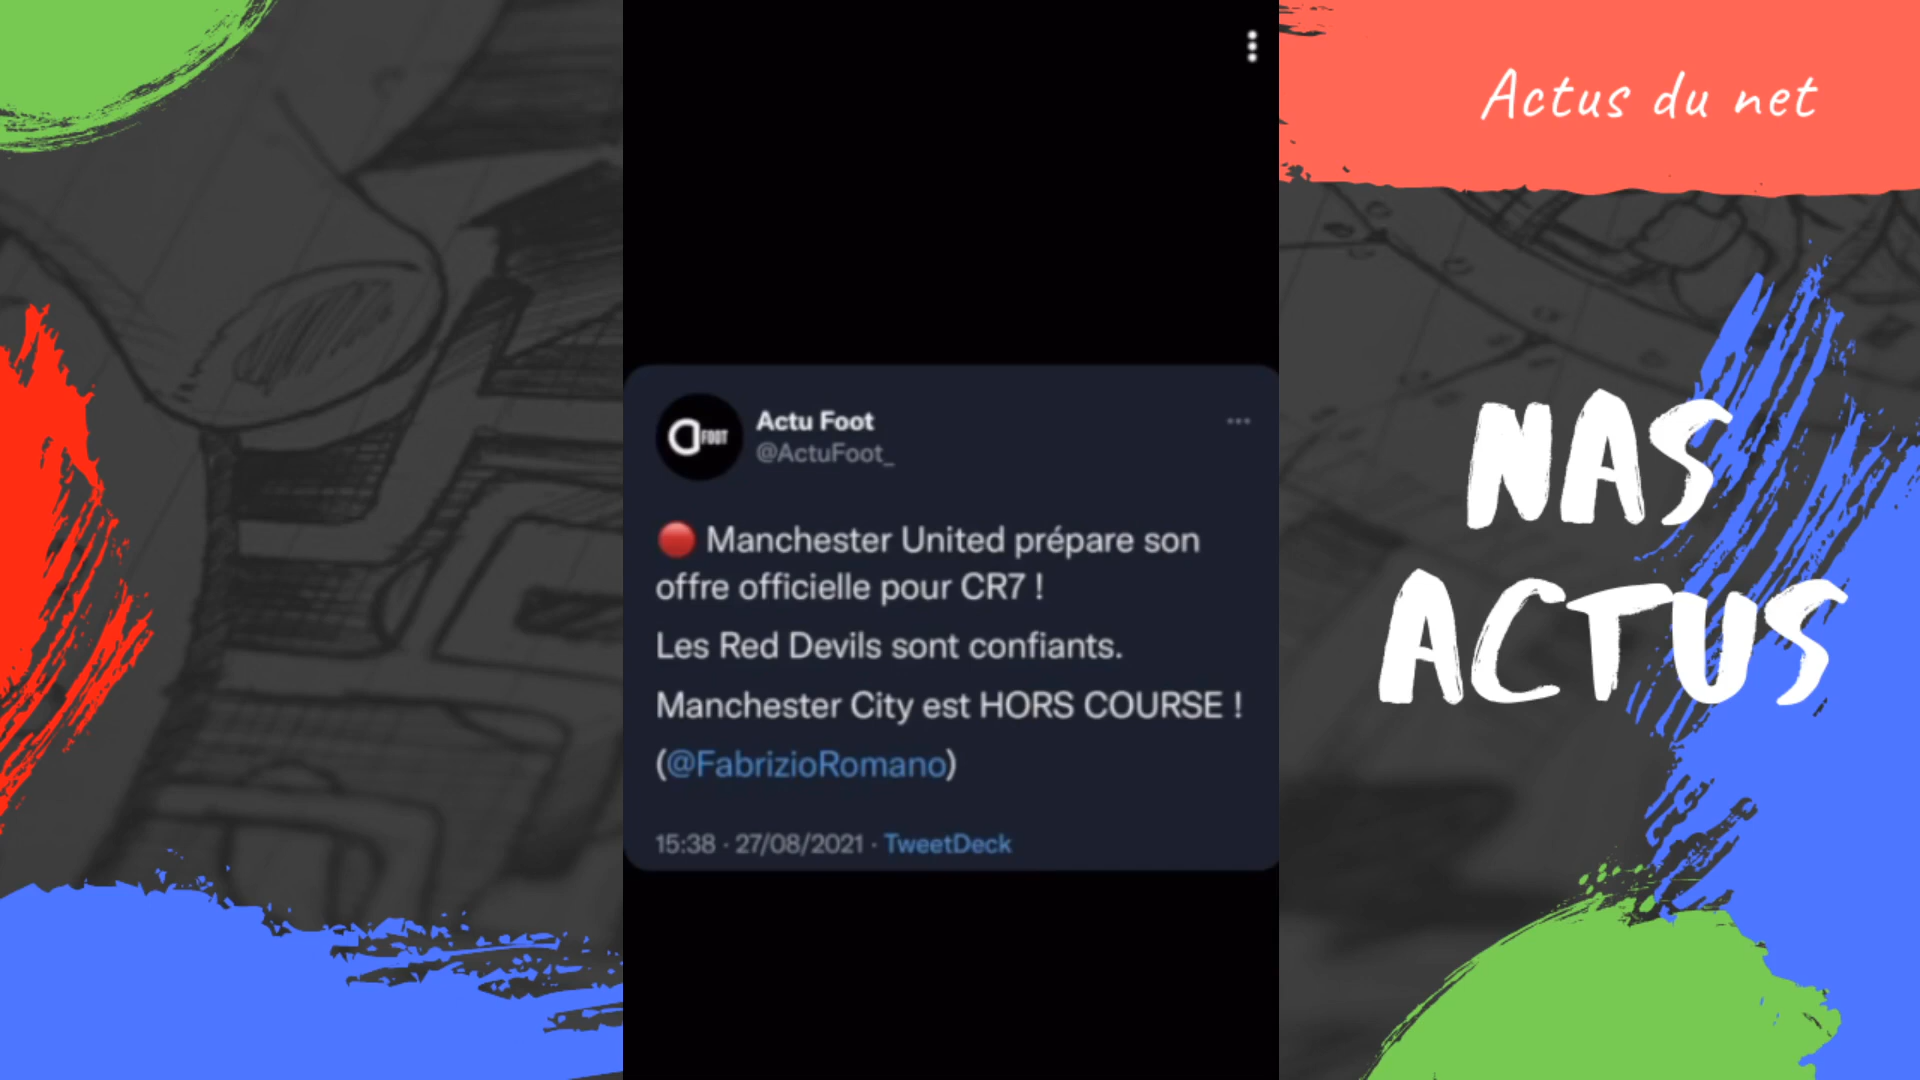 Actus du net
NAS
ACTUS
FOOT
Actu Foot
@ActuFoot_
🔴 Manchester United prépare son
offre officielle pour CR7 !
Les Red Devils sont confiants.
Manchester City est HORS COURSE !
(@FabrizioRomano)
15:38 · 27/08/2021 · TweetDeck